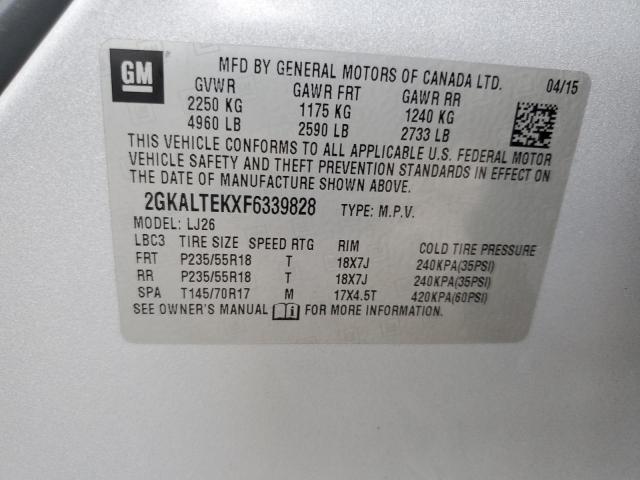 GM
MFD BY GENERAL MOTORS OF CANADA LTD. 04/15
GVWR GAWR FRT GAWR RR
2250 KG 1175 KG 1240 KG
4960 LB 2590 LB 2733 LB
THIS VEHICLE CONFORMS TO ALL APPLICABLE U.S. FEDERAL MOTOR
VEHICLE SAFETY AND THEFT PREVENTION STANDARDS IN EFFECT ON
THE DATE OF MANUFACTURE SHOWN ABOVE.
2GKALTEKXF6339828 TYPE: M.P.V.
MODEL: LJ26
LBC3 TIRE SIZE SPEED RTG RIM COLD TIRE PRESSURE
FRT P235/55R18 T 18X7J 240KPA(35PSI)
RR P235/55R18 T 18X7J 240KPA(35PSI)
SPA T145/70R17 M 17X4.5T 420KPA(60PSI)
SEE OWNER'S MANUAL FOR MORE INFORMATION.